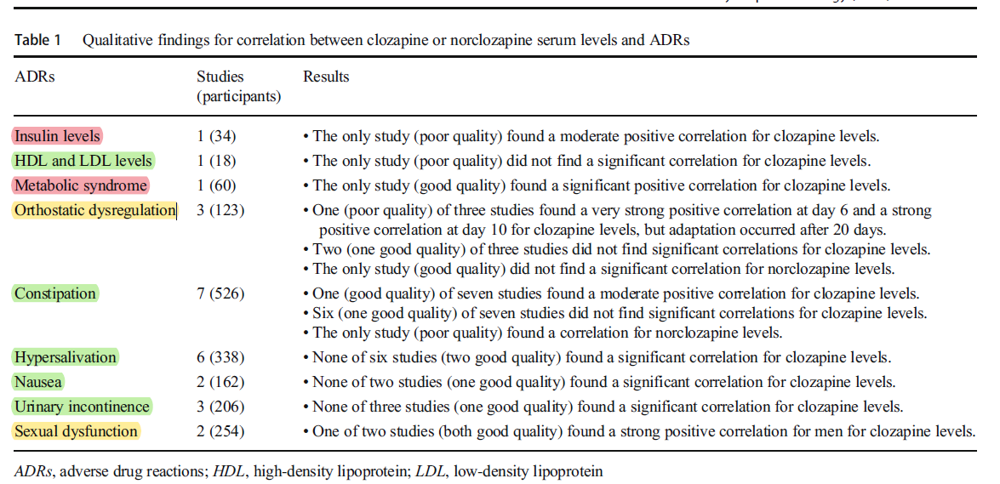 Table 1 Qualitative findings for correlation between clozapine or norclozapine serum levels and ADRs
ADRs Studies (participants) Results
Insulin levels 1 (34) • The only study (poor quality) found a moderate positive correlation for clozapine levels.
HDL and LDL levels 1 (18) • The only study (poor quality) did not find a significant correlation for clozapine levels.
Metabolic syndrome 1 (60) • The only study (good quality) found a significant positive correlation for clozapine levels.
Orthostatic dysregulation 3 (123) • One (poor quality) of three studies found a very strong positive correlation at day 6 and a strong
positive correlation at day 10 for clozapine levels, but adaptation occurred after 20 days.
• Two (one good quality) of three studies did not find significant correlations for clozapine levels.
• The only study (good quality) did not find a significant correlation for norclozapine levels.
Constipation 7 (526) • One (good quality) of seven studies found a moderate positive correlation for clozapine levels.
• Six (one good quality) of seven studies did not find significant correlations for clozapine levels.
• The only study (poor quality) found a correlation for norclozapine levels.
Hypersalivation 6 (338) • None of six studies (two good quality) found a significant correlation for clozapine levels.
Nausea 2 (162) • None of two studies (one good quality) found a significant correlation for clozapine levels.
Urinary incontinence 3 (206) • None of three studies (one good quality) found a significant correlation for clozapine levels.
Sexual dysfunction 2 (254) • One of two studies (both good quality) found a strong positive correlation for men for clozapine levels.
ADRs, adverse drug reactions; HDL, high-density lipoprotein; LDL, low-density lipoprotein